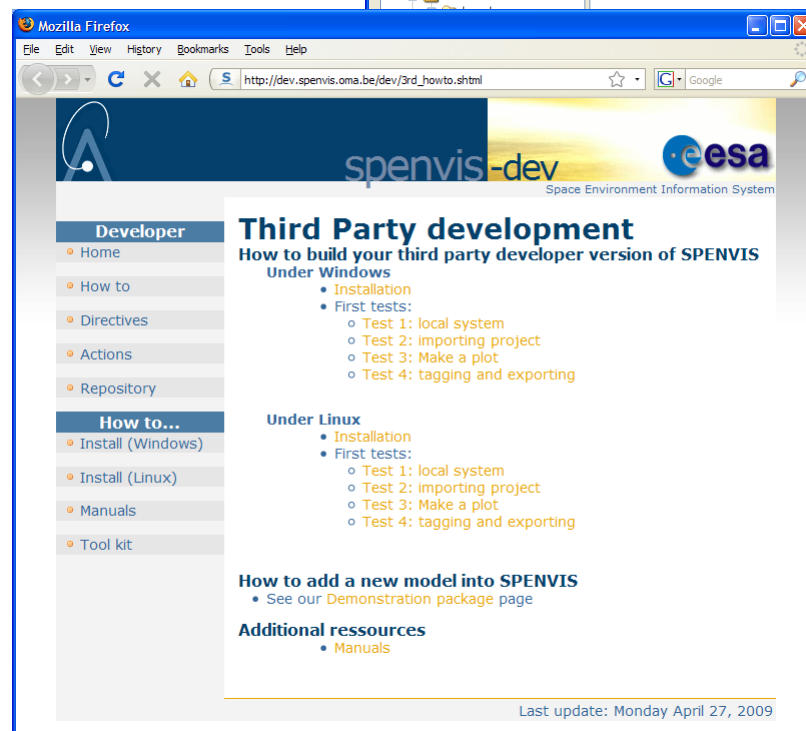 Mozilla Firefox
File Edit View History Bookmarks Tools Help
http://dev.spenvis.oma.be/dev/3rd_howto.shtml
Google
spenvis-dev
esa
Space Environment Information System
Developer
Home
How to
Directives
Actions
Repository
How to...
Install (Windows)
Install (Linux)
Manuals
Tool kit
Third Party development
How to build your third party developer version of SPENVIS
Under Windows
Installation
First tests:
Test 1: local system
Test 2: importing project
Test 3: Make a plot
Test 4: tagging and exporting
Under Linux
Installation
First tests:
Test 1: local system
Test 2: importing project
Test 3: Make a plot
Test 4: tagging and exporting
How to add a new model into SPENVIS
See our Demonstration package page
Additional ressources
Manuals
Last update: Monday April 27, 2009